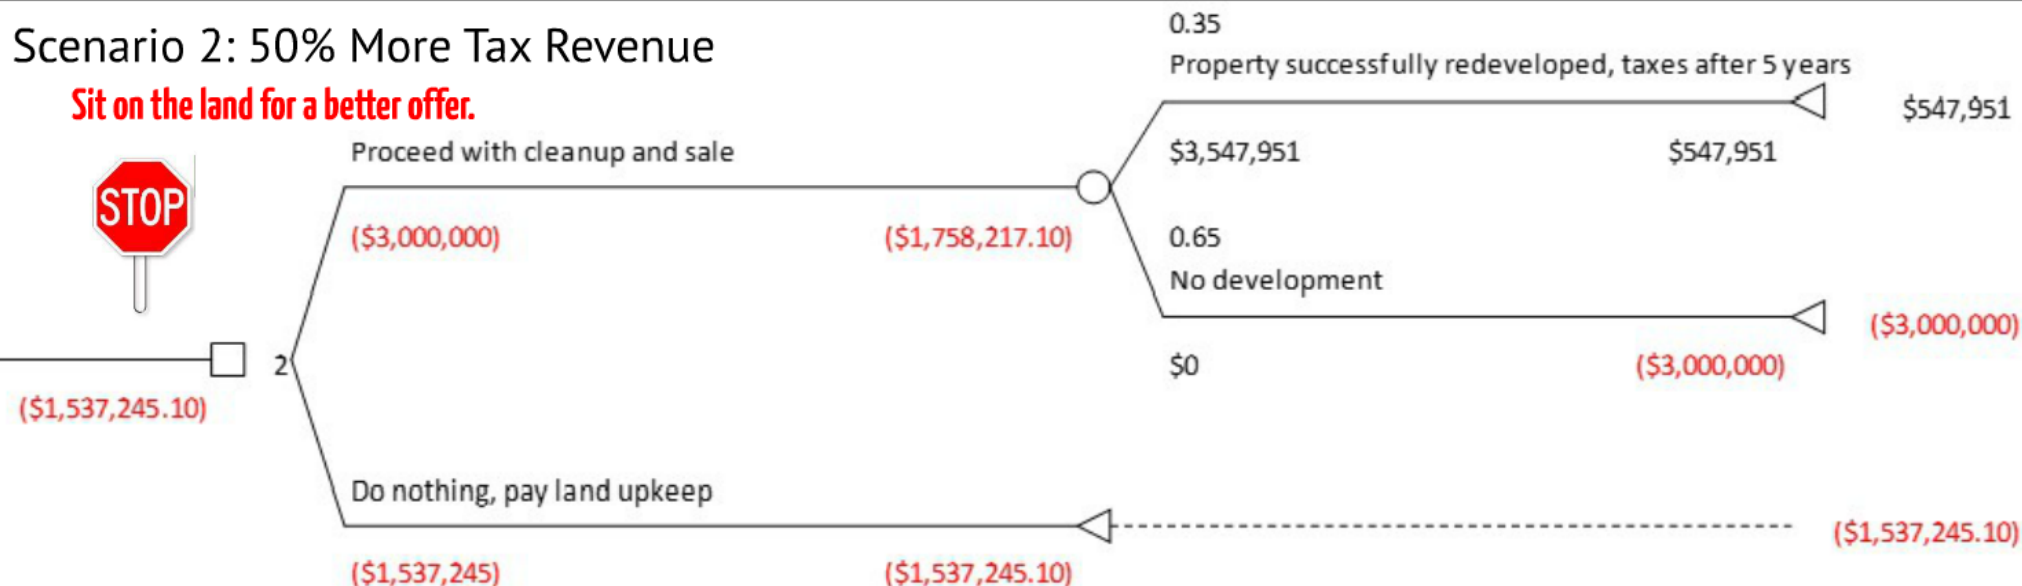 Scenario 2: 50% More Tax Revenue
Sit on the land for a better offer.
STOP
($1,537,245.10)
2
Proceed with cleanup and sale
($3,000,000)
($1,758,217.10)
0.35
Property successfully redeveloped, taxes after 5 years
$547,951
$3,547,951
$547,951
0.65
No development
($3,000,000)
$0
($3,000,000)
Do nothing, pay land upkeep
($1,537,245.10)
($1,537,245)
($1,537,245.10)